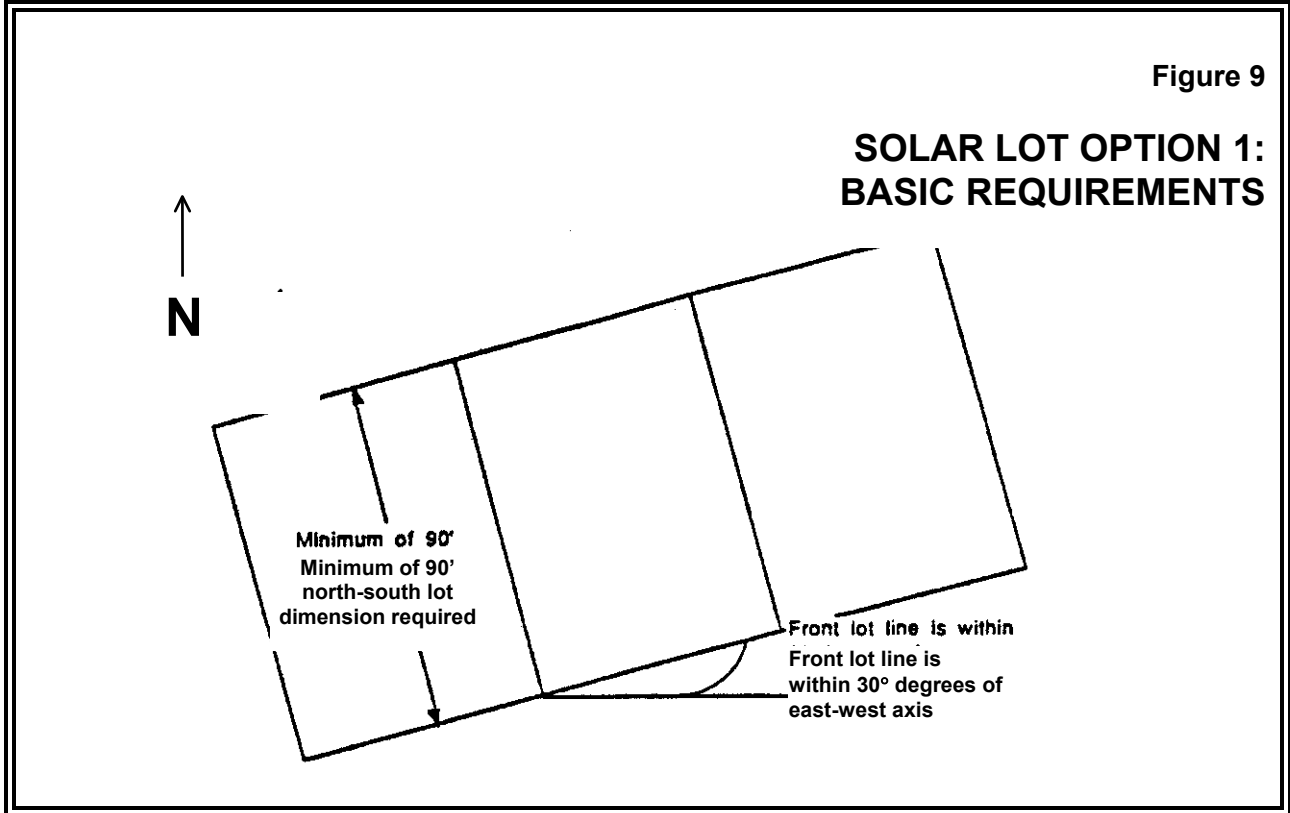 Figure 9
SOLAR LOT OPTION 1:
BASIC REQUIREMENTS
N
Minimum of 90'
Minimum of 90’
north-south lot
dimension required
Front lot line is within
Front lot line is
within 30° degrees of
east-west axis